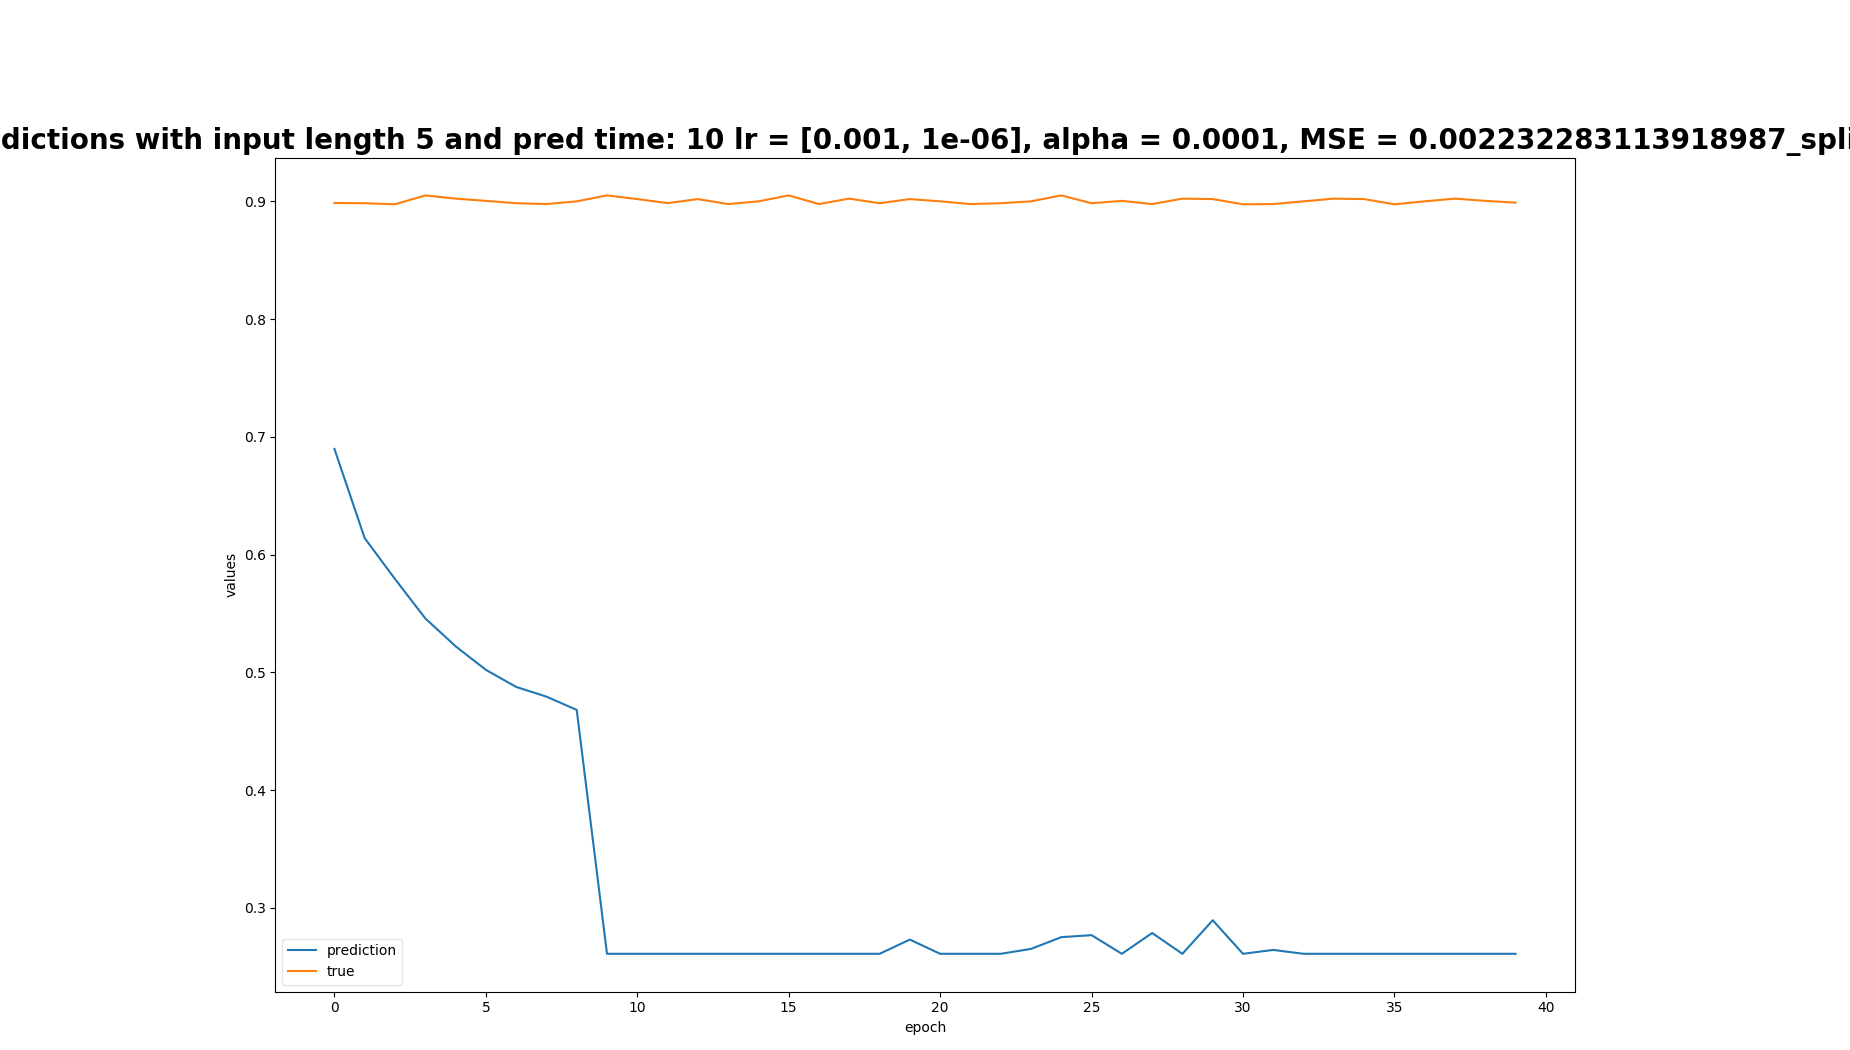 dictions with input length 5 and pred time: 10 lr = [0.001, 1e-06], alpha = 0.0001, MSE = 0.002232283113918987_spli
0.9
0.8
0.7
0.6
0.5
0.4
0.3
values
prediction
true
0 5 10 15 20 25 30 35 40
epoch